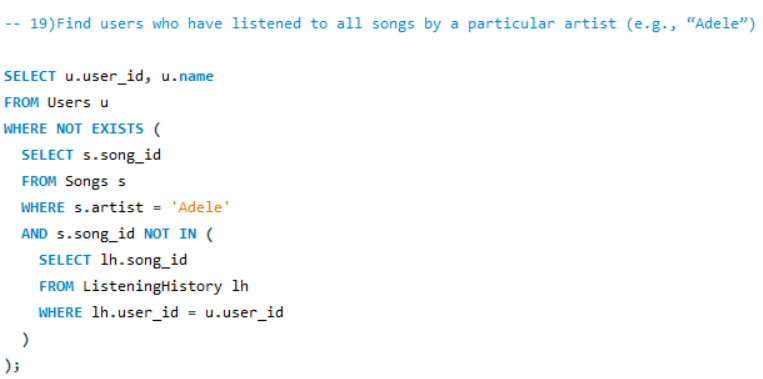 -- 19)Find users who have listened to all songs by a particular artist (e.g., “Adele”)
SELECT u.user_id, u.name
FROM Users u
WHERE NOT EXISTS (
SELECT s.song_id
FROM Songs s
WHERE s.artist = 'Adele'
AND s.song_id NOT IN (
SELECT lh.song_id
FROM ListeningHistory lh
WHERE lh.user_id = u.user_id
)
);